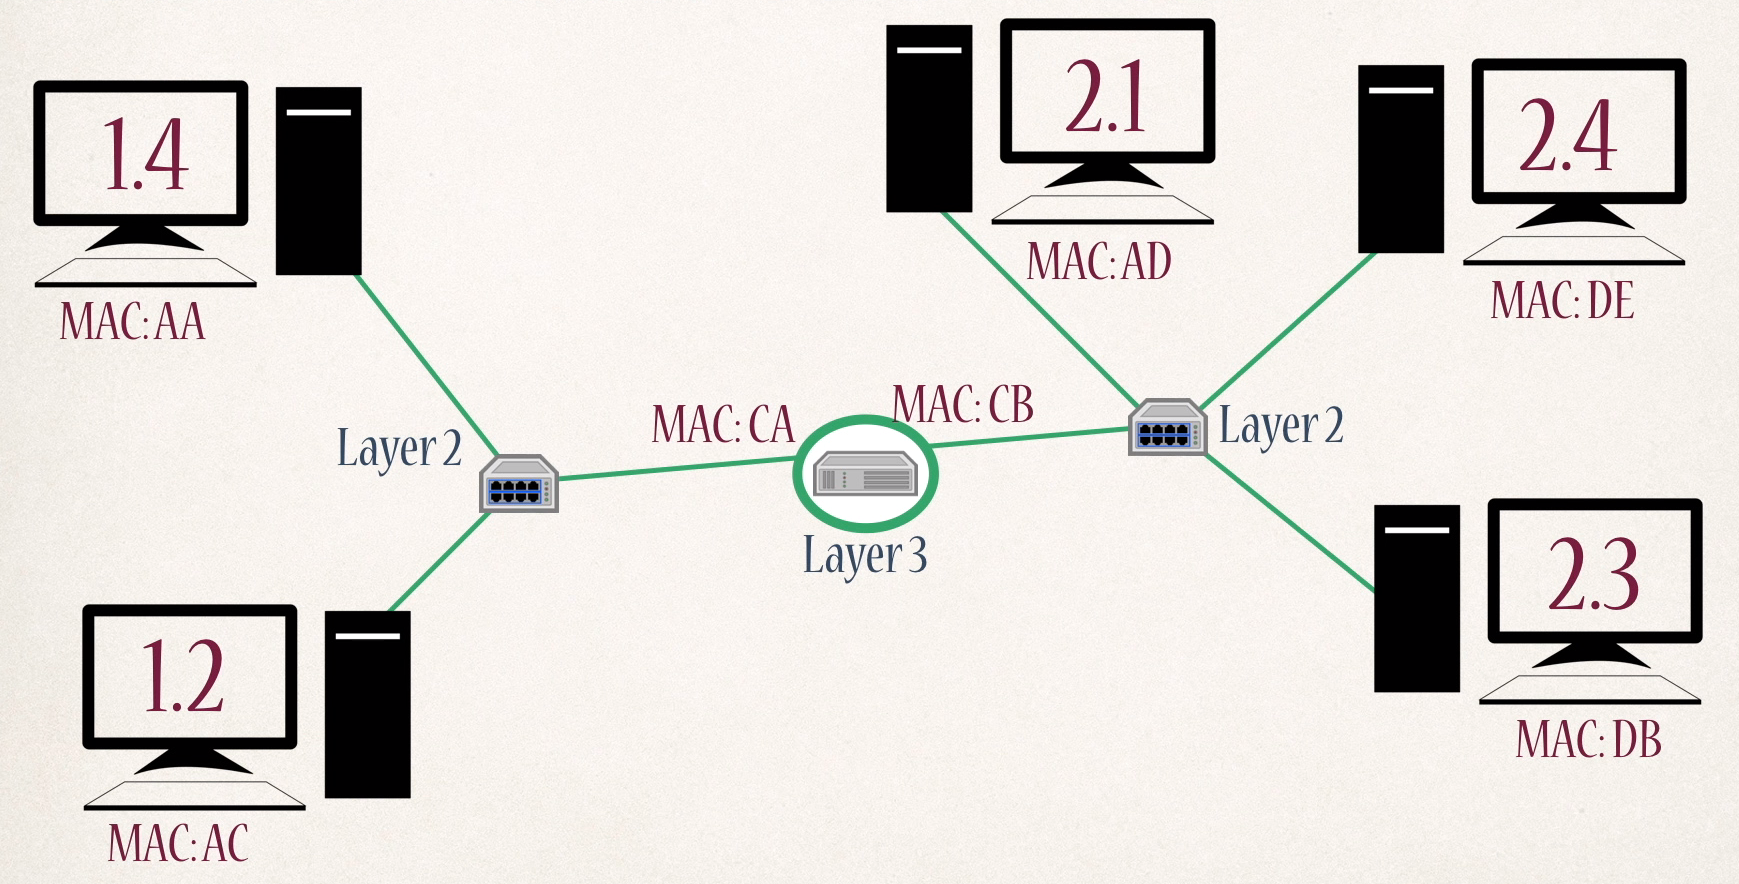 1.4
MAC: AA
2.1
MAC: AD
2.4
MAC: DE
Layer 2
MAC: CA
MAC: CB
Layer 2
Layer 3
1.2
MAC: AC
2.3
MAC: DB